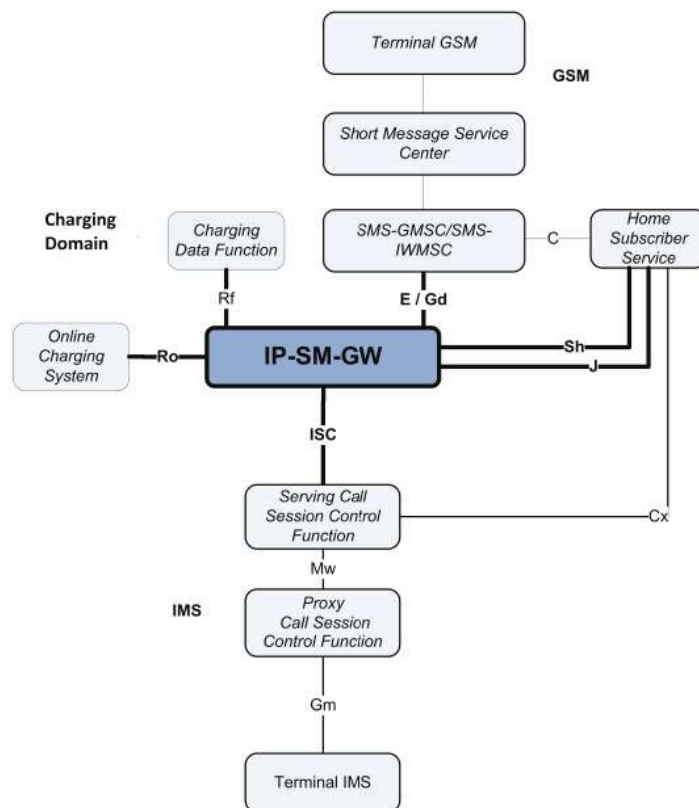 Terminal GSM
GSM
Short Message Service
Center
Charging
Domain
Charging
Data Function
SMS-GMSC/SMS-
IWMSC
C
Home
Subscriber
Service
Rf
E / Gd
Online
Charging
System
Ro
IP-SM-GW
Sh
J
ISC
Serving Call
Session Control
Function
Cx
Mw
IMS
Proxy
Call Session
Control Function
Gm
Terminal IMS